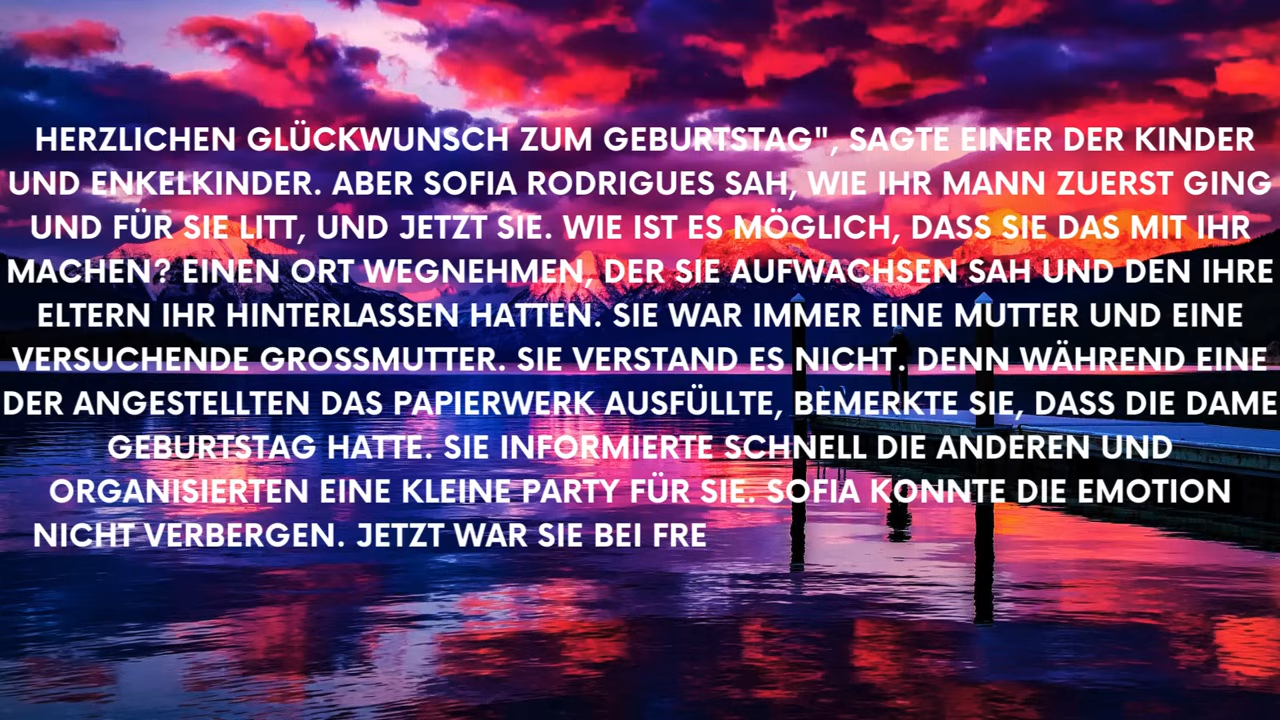 HERZLICHEN GLÜCKWUNSCH ZUM GEBURTSTAG", SAGTE EINER DER KINDER
UND ENKELKINDER. ABER SOFIA RODRIGUES SAH, WIE IHR MANN ZUERST GING
UND FÜR SIE LITT, UND JETZT SIE. WIE IST ES MÖGLICH, DASS SIE DAS MIT IHR
MACHEN? EINEN ORT WEGNEHMEN, DER SIE AUFWACHSEN SAH UND DEN IHRE
ELTERN IHR HINTERLASSEN HATTEN. SIE WAR IMMER EINE MUTTER UND EINE
VERSUCHENDE GROSSMUTTER. SIE VERSTAND ES NICHT. DENN WÄHREND EINE
DER ANGESTELLTEN DAS PAPIERWERK AUSFÜLLTE, BEMERKTE SIE, DASS DIE DAME
GEBURTSTAG HATTE. SIE INFORMIERTE SCHNELL DIE ANDEREN UND
ORGANISIERTEN EINE KLEINE PARTY FÜR SIE. SOFIA KONNTE DIE EMOTION
NICHT VERBERGEN. JETZT WAR SIE BEI FRE